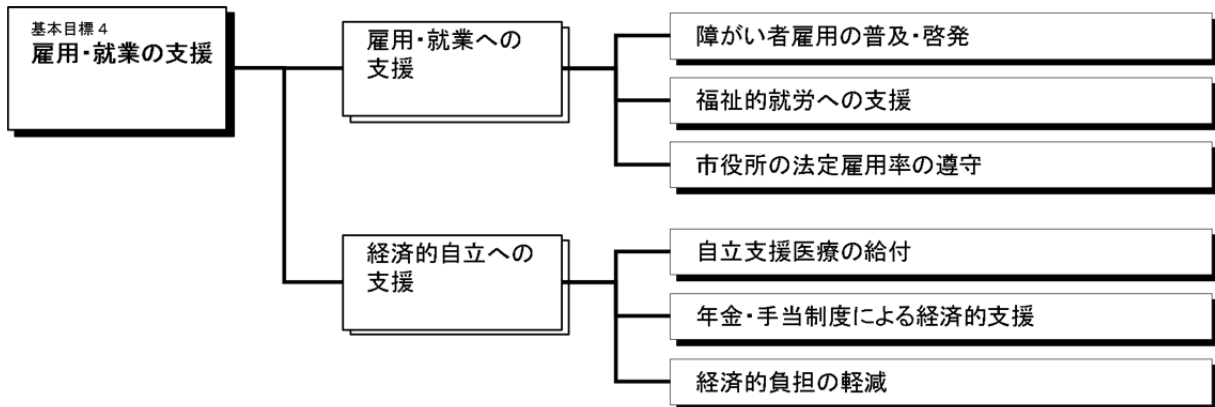 基本目標４
雇用・就業の支援
雇用・就業への
支援
障がい者雇用の普及・啓発
福祉的就労への支援
市役所の法定雇用率の遵守
経済的自立への
支援
自立支援医療の給付
年金・手当制度による経済的支援
経済的負担の軽減